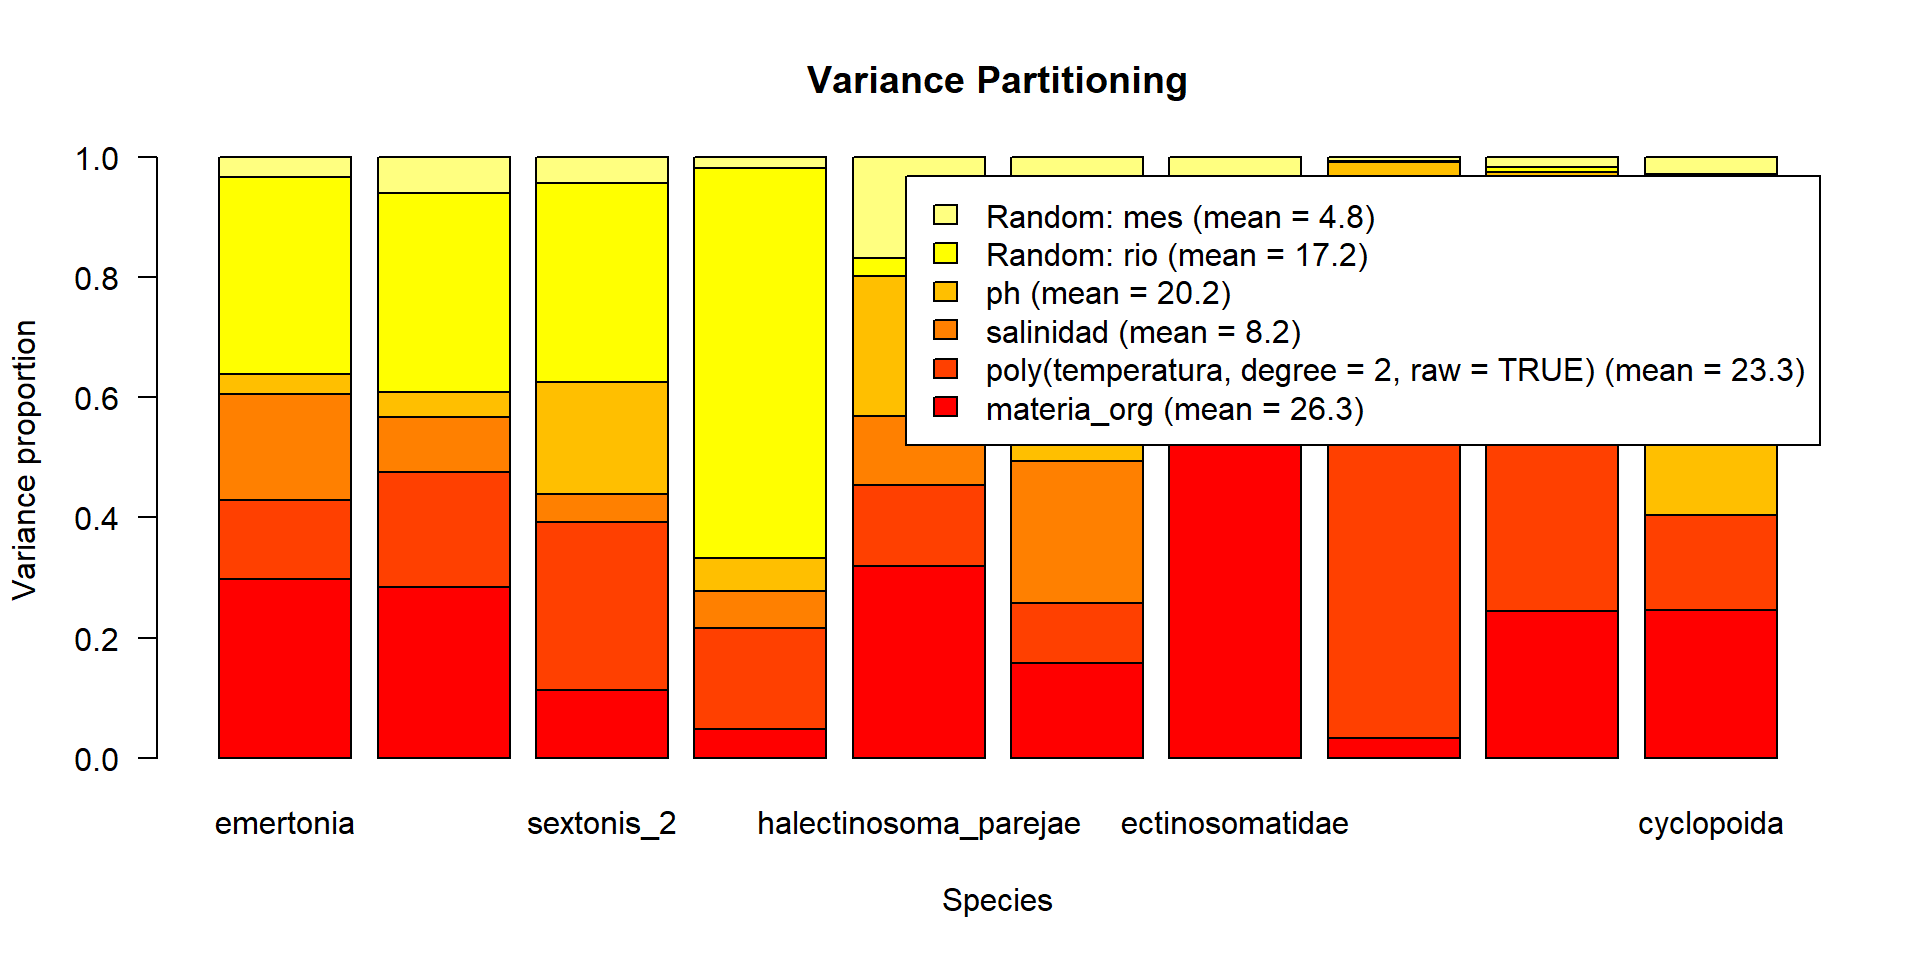 Variance Partitioning
1.0
0.8
0.6
0.4
0.2
0.0
Variance proportion
Random: mes (mean = 4.8)
Random: rio (mean = 17.2)
ph (mean = 20.2)
salinidad (mean = 8.2)
poly(temperatura, degree = 2, raw = TRUE) (mean = 23.3)
materia_org (mean = 26.3)
emertonia sextonis_2 halectinosoma_parejae ectinosomatidae cyclopoida
Species